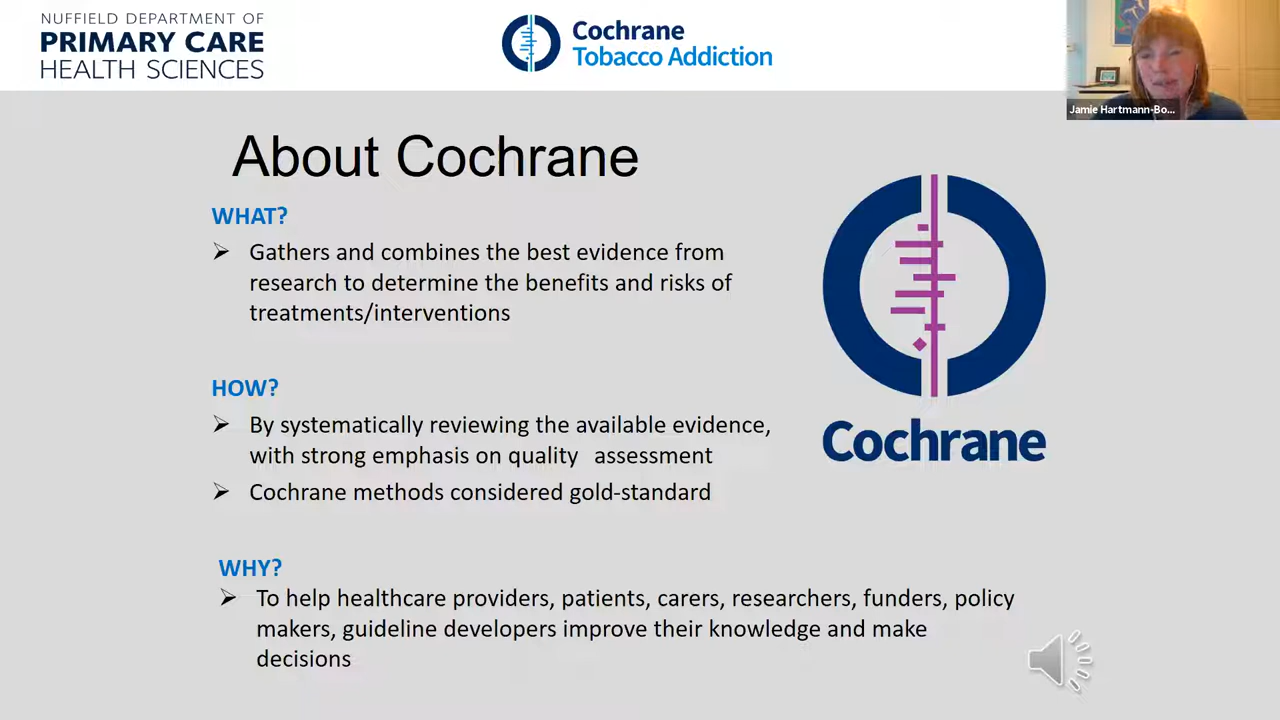 NUFFIELD DEPARTMENT OF
PRIMARY CARE
HEALTH SCIENCES
Cochrane
Tobacco Addiction
Jamie Hartmann-Bo...
About Cochrane
WHAT?
➢ Gathers and combines the best evidence from
research to determine the benefits and risks of
treatments/interventions
HOW?
➢ By systematically reviewing the available evidence,
with strong emphasis on quality assessment
➢ Cochrane methods considered gold-standard
Cochrane
WHY?
➢ To help healthcare providers, patients, carers, researchers, funders, policy
makers, guideline developers improve their knowledge and make
decisions